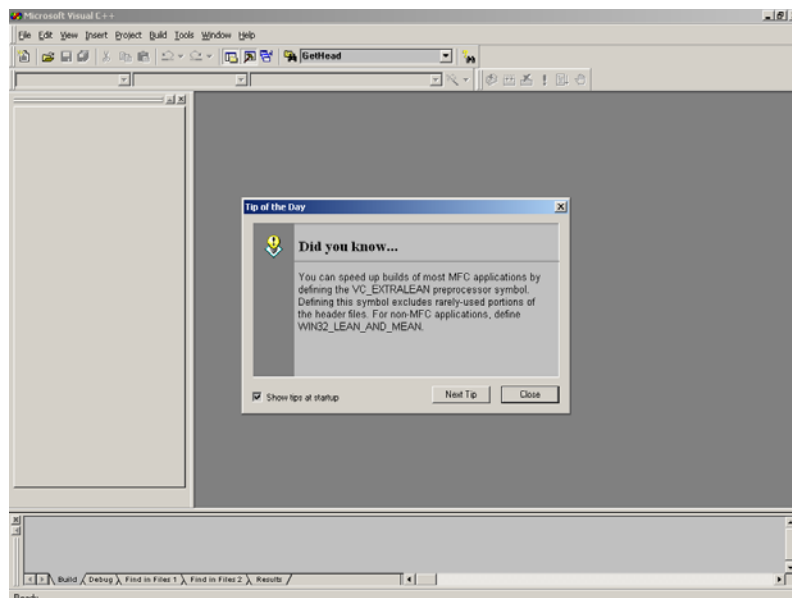 Microsoft Visual C++
File Edit View Insert Project Build Tools Window Help
GetHead
Tip of the Day
Did you know...
You can speed up builds of most MFC applications by
defining the VC_EXTRALEAN preprocessor symbol.
Defining this symbol excludes rarely-used portions of
the header files. For non-MFC applications, define
WIN32_LEAN_AND_MEAN.
Show tips at startup
Next Tip
Close
Build Debug Find in Files 1 Find in Files 2 Results
Ready